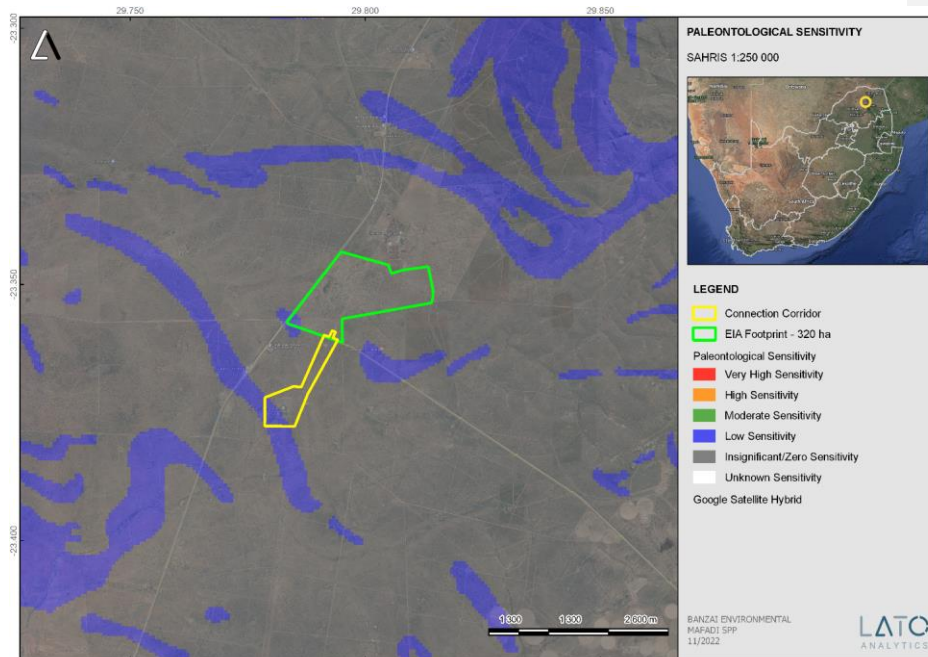 29.750
29.800
29.850
-23.300
-23.350
-23.400
1 300
1 300
2 600 m
PALEONTOLOGICAL SENSITIVITY
SAHRIS 1:250 000
LEGEND
Connection Corridor
EIA Footprint - 320 ha
Paleontological Sensitivity
Very High Sensitivity
High Sensitivity
Moderate Sensitivity
Low Sensitivity
Insignificant/Zero Sensitivity
Unknown Sensitivity
Google Satellite Hybrid
BANZAI ENVIRONMENTAL
MAFADI SPP
11/2022
LATO
ANALYTICS